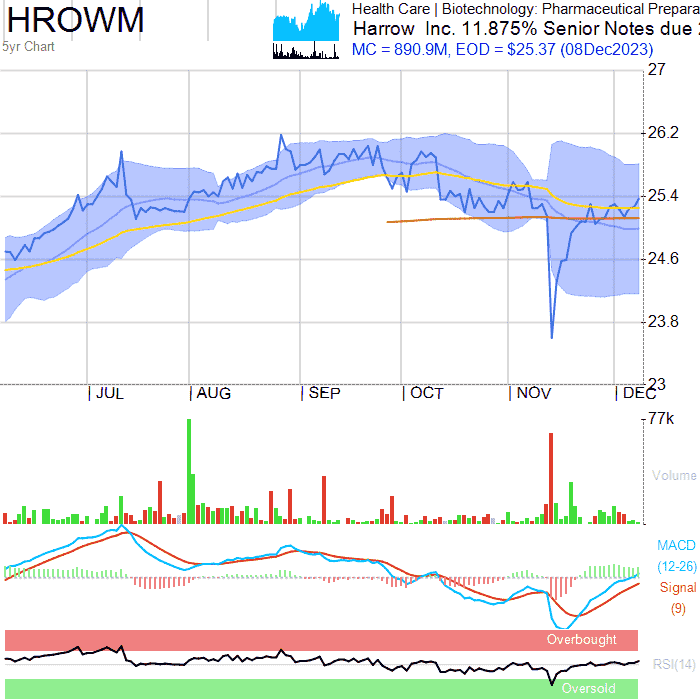 HROWM
5yr Chart
Health Care | Biotechnology: Pharmaceutical Prepara
Harrow Inc. 11.875% Senior Notes due
MC = 890.9M, EOD = $25.37 (08Dec2023)
27
26.2
25.4
24.6
23.8
23
JUL AUG SEP OCT NOV DEC
77k
Volume
MACD
(12-26)
Signal
(9)
Overbought
RSI(14)
Oversold